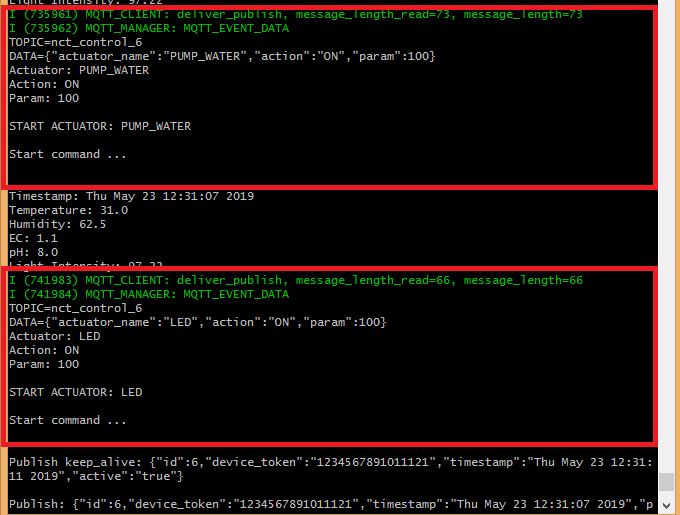 Light Intensity: 97.22
I (735961) MQTT_CLIENT: deliver_publish, message_length_read=73, message_length=73
I (735962) MQTT_MANAGER: MQTT_EVENT_DATA
TOPIC=nct_control_6
DATA={"actuator_name":"PUMP_WATER","action":"ON","param":100}
Actuator: PUMP_WATER
Action: ON
Param: 100
START ACTUATOR: PUMP_WATER
Start command ...
Timestamp: Thu May 23 12:31:07 2019
Temperature: 31.0
Humidity: 62.5
EC: 1.1
pH: 8.0
Light Intensity: 97.22
I (741983) MQTT_CLIENT: deliver_publish, message_length_read=66, message_length=66
I (741984) MQTT_MANAGER: MQTT_EVENT_DATA
TOPIC=nct_control_6
DATA={"actuator_name":"LED","action":"ON","param":100}
Actuator: LED
Action: ON
Param: 100
START ACTUATOR: LED
Start command ...
Publish keep_alive: {"id":6,"device_token":"1234567891011121","timestamp":"Thu May 23 12:31:
11 2019","active":"true"}
Publish: {"id":6,"device_token":"1234567891011121","timestamp":"Thu May 23 12:31:07 2019","p